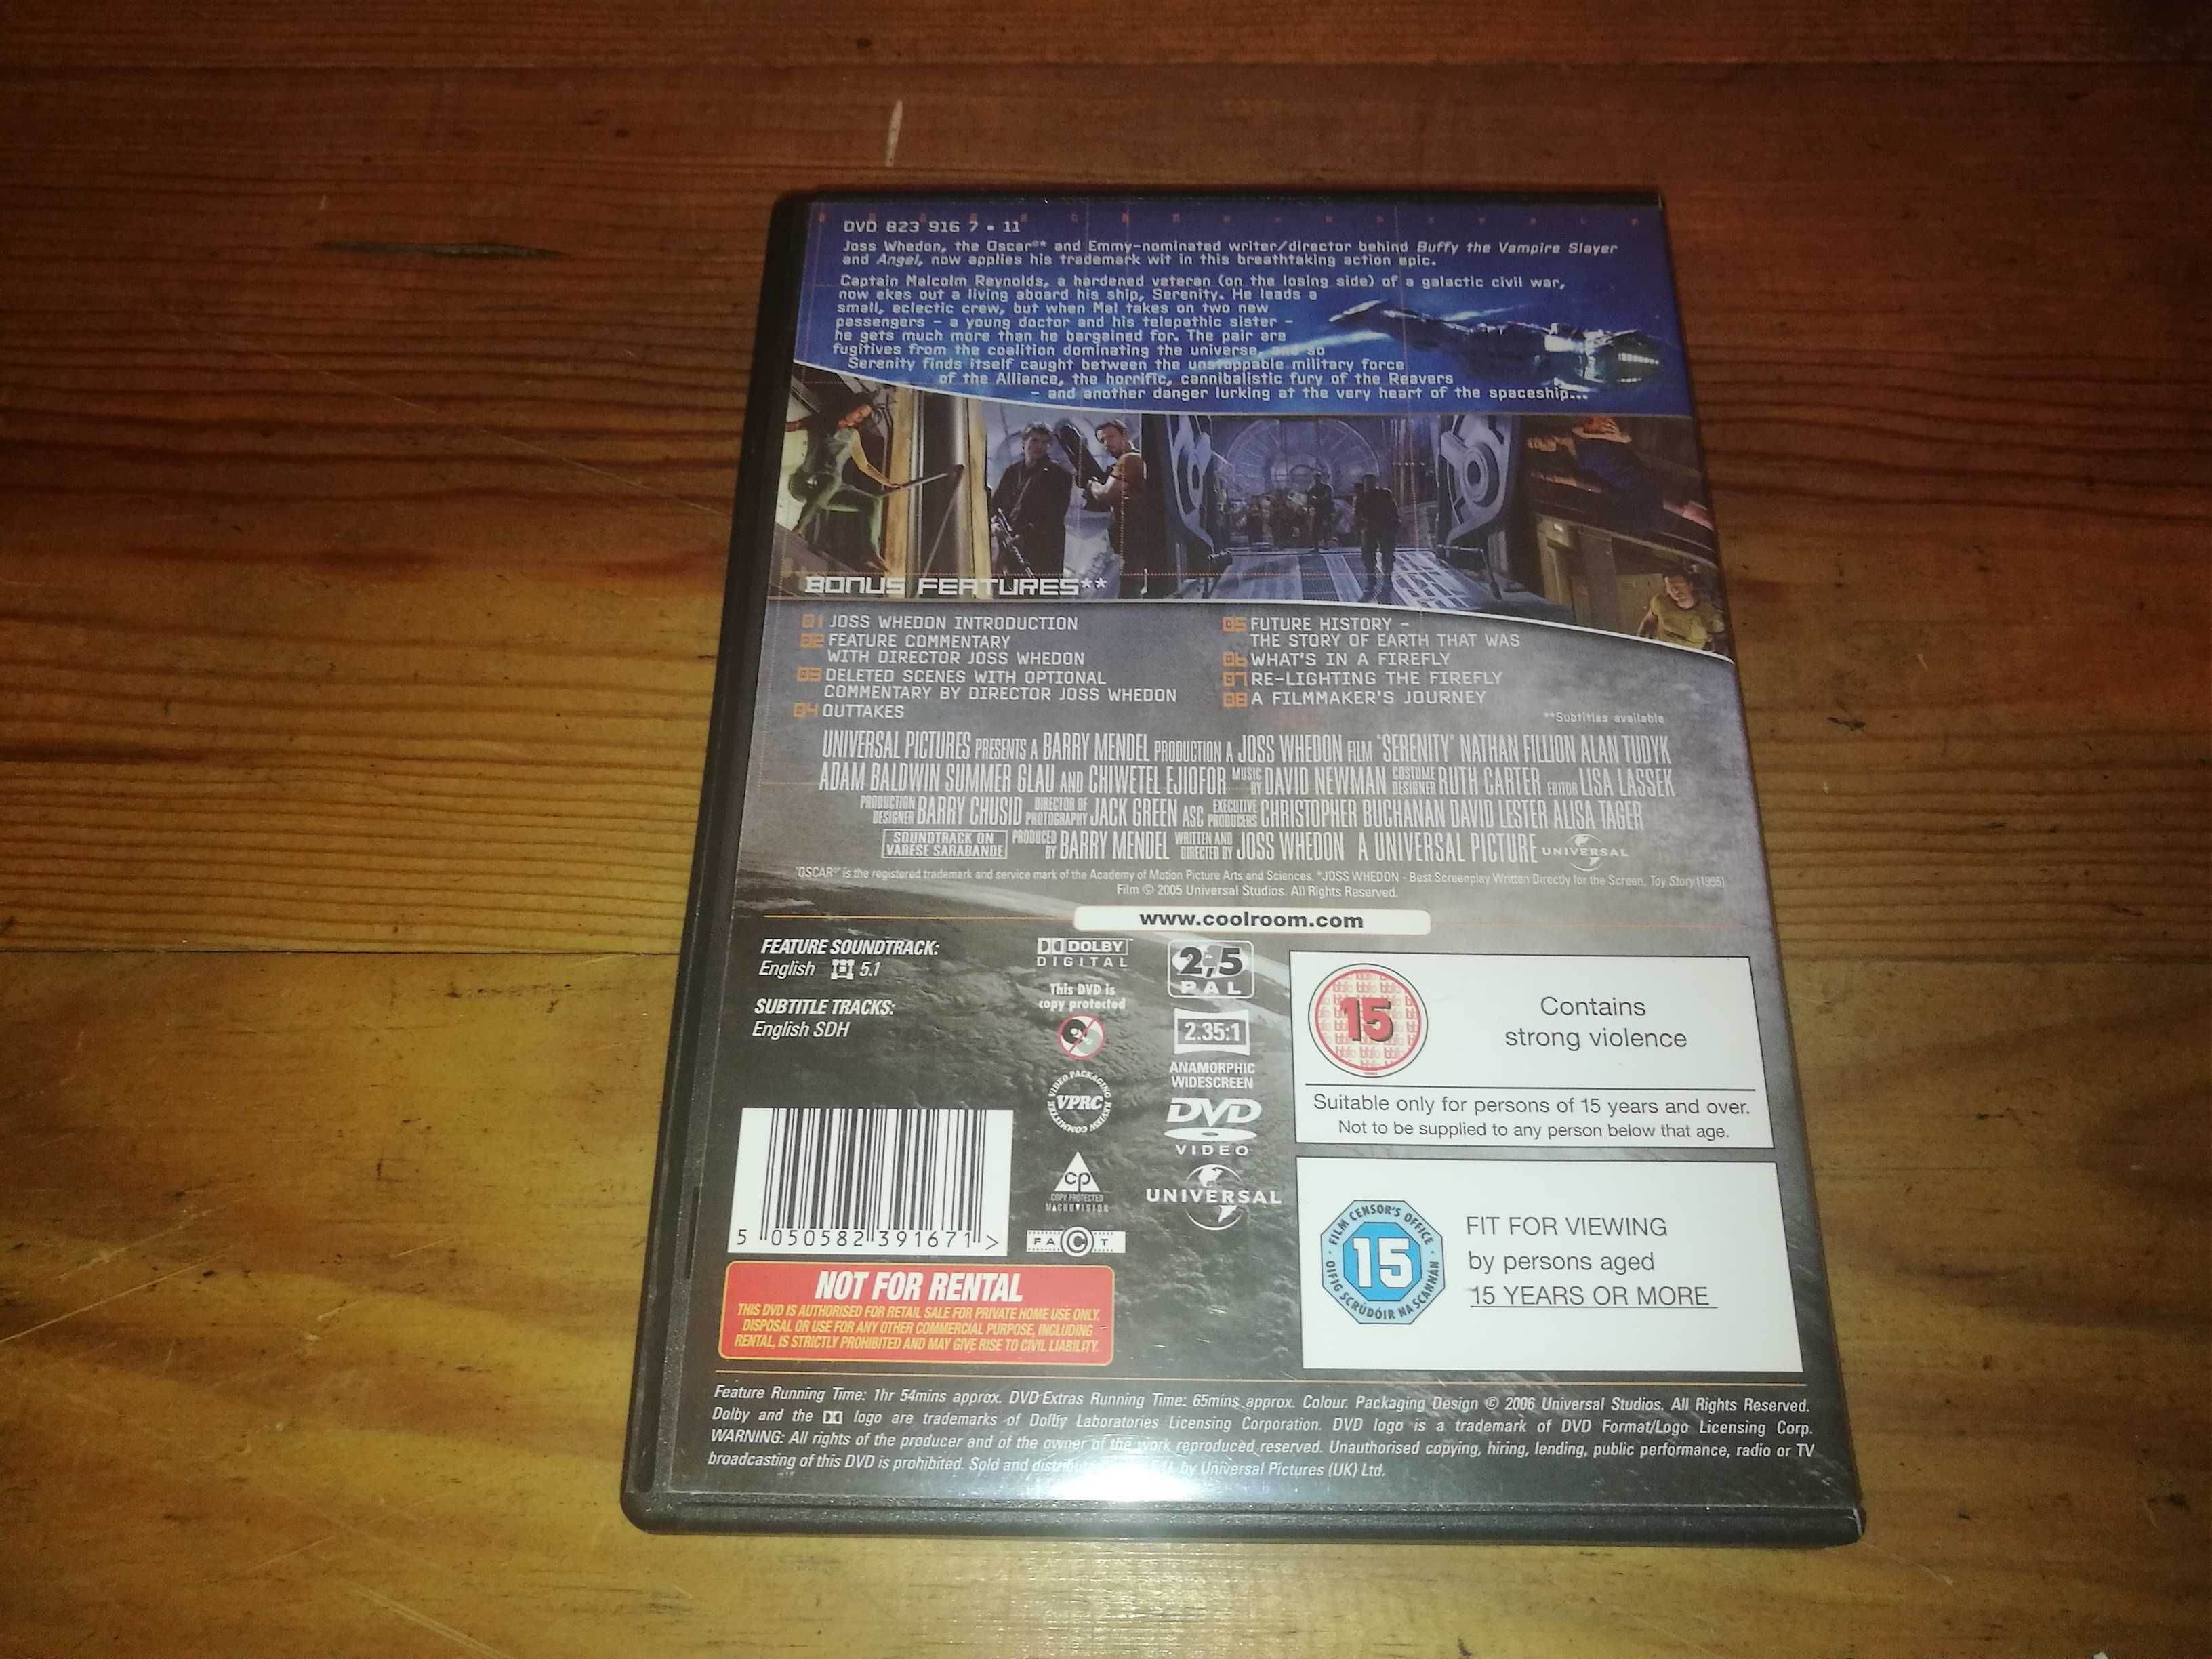 DVD 823 916 7 • 11
Joss Whedon, the Oscar®* and Emmy-nominated writer/director behind Buffy the Vampire Slayer
and Angel, now applies his trademark wit in this breathtaking action epic.
Captain Malcolm Reynolds, a hardened veteran (on the losing side) of a galactic civil war,
now ekes out a living aboard his ship, Serenity. He leads a
small, eclectic crew, but when Mal takes on two new
passengers - a young doctor and his telepathic sister -
he gets much more than he bargained for. The pair are
fugitives from the coalition dominating the universe, and so
Serenity finds itself caught between the unstoppable military force
of the Alliance, the horrific, cannibalistic fury of the Reavers
- and another danger lurking at the very heart of the spaceship...
BONUS FEATURES**
01 JOSS WHEDON INTRODUCTION
02 FEATURE COMMENTARY
WITH DIRECTOR JOSS WHEDON
03 DELETED SCENES WITH OPTIONAL
COMMENTARY BY DIRECTOR JOSS WHEDON
04 OUTTAKES
05 FUTURE HISTORY -
THE STORY OF EARTH THAT WAS
06 WHAT'S IN A FIREFLY
07 RE-LIGHTING THE FIREFLY
08 A FILMMAKER'S JOURNEY
**Subtitles available
UNIVERSAL PICTURES PRESENTS A BARRY MENDEL PRODUCTION A JOSS WHEDON FILM "SERENITY" NATHAN FILLION ALAN TUDYK
ADAM BALDWIN SUMMER GLAU AND CHIWETEL EJIOFOR MUSIC BY DAVID NEWMAN COSTUME DESIGNER RUTH CARTER EDITOR LISA LASSEK
PRODUCTION DESIGNER BARRY CHUSID DIRECTOR OF PHOTOGRAPHY JACK GREEN ASC EXECUTIVE PRODUCERS CHRISTOPHER BUCHANAN DAVID LESTER ALISA TAGER
SOUNDTRACK ON VARESE SARABANDE PRODUCED BY BARRY MENDEL WRITTEN AND DIRECTED BY JOSS WHEDON A UNIVERSAL PICTURE UNIVERSAL
"OSCAR®" is the registered trademark and service mark of the Academy of Motion Picture Arts and Sciences. *JOSS WHEDON - Best Screenplay Written Directly for the Screen, Toy Story (1995)
Film © 2005 Universal Studios. All Rights Reserved.
www.coolroom.com
FEATURE SOUNDTRACK:
English 5.1
SUBTITLE TRACKS:
English SDH
DOLBY
DIGITAL
This DVD is
copy protected
VIDEO PACKAGING REVIEW COMMITTEE
VPRC
CP
COPY PROTECTED
MACROVISION
FACT
2,5
PAL
2.35:1
ANAMORPHIC
WIDESCREEN
DVD
VIDEO
UNIVERSAL
15
Contains
strong violence
Suitable only for persons of 15 years and over.
Not to be supplied to any person below that age.
FILM CENSOR'S OFFICE
15
OIFIG SCRÚDÓIR NA SCANNÁN
FIT FOR VIEWING
by persons aged
15 YEARS OR MORE
5 050582 391671 >
NOT FOR RENTAL
THIS DVD IS AUTHORISED FOR RETAIL SALE FOR PRIVATE HOME USE ONLY.
DISPOSAL OR USE FOR ANY OTHER COMMERCIAL PURPOSE, INCLUDING
RENTAL, IS STRICTLY PROHIBITED AND MAY GIVE RISE TO CIVIL LIABILITY.
Feature Running Time: 1hr 54mins approx. DVD Extras Running Time: 65mins approx. Colour. Packaging Design © 2006 Universal Studios. All Rights Reserved.
Dolby and the logo are trademarks of Dolby Laboratories Licensing Corporation. DVD logo is a trademark of DVD Format/Logo Licensing Corp.
WARNING: All rights of the producer and of the owner of the work reproduced reserved. Unauthorised copying, hiring, lending, public performance, radio or TV
broadcasting of this DVD is prohibited. Sold and by Universal Pictures (UK) Ltd.